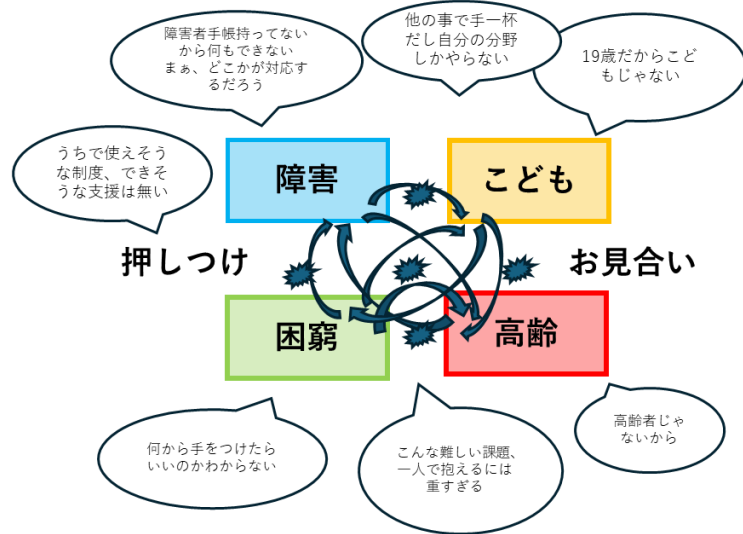 障害者手帳持ってない
から何もできない
まぁ、どこかが対応す
るだろう
他の事で手一杯
だし自分の分野
しかやらない
19歳だからこど
もじゃない
うちで使えそう
な制度、できそ
うな支援は無い
障害
こども
押しつけ
お見合い
困窮
高齢
何から手をつけたら
いいのかわからない
こんな難しい課題、
一人で抱えるには
重すぎる
高齢者じゃ
ないから